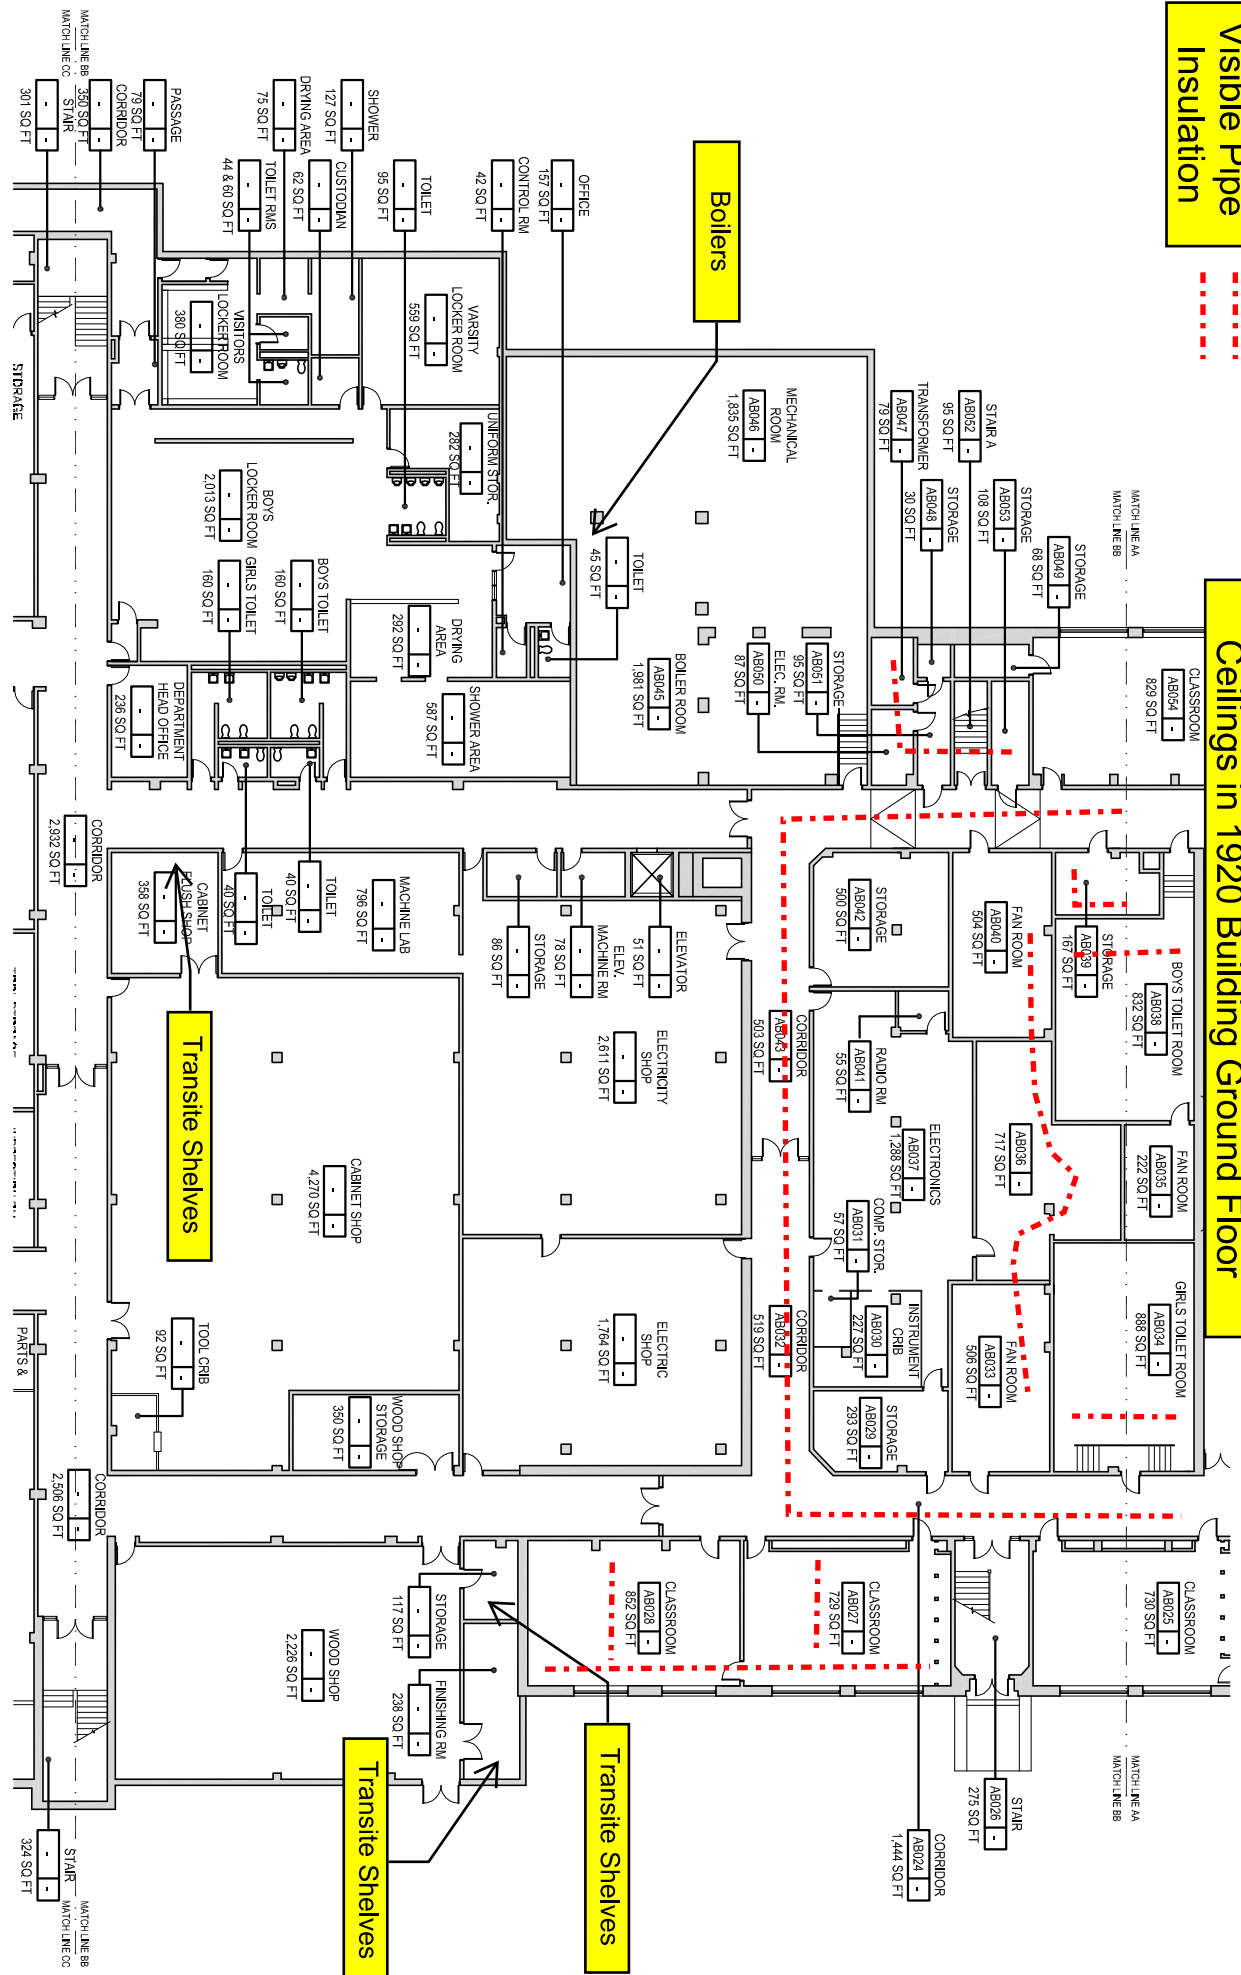 Visible Pipe
Insulation
Ceilings in 1920 Building Ground Floor
Boilers
Transite Shelves
Transite Shelves
Transite Shelves
MATCH LINE AA
MATCH LINE BB
MATCH LINE AA
MATCH LINE BB
MATCH LINE BB
MATCH LINE CC
MATCH LINE BB
MATCH LINE CC
CLASSROOM
AB054
829 SQ FT
STORAGE
AB049
68 SQ FT
STORAGE
AB053
108 SQ FT
STAIR A
AB052
95 SQ FT
STORAGE
AB048
30 SQ FT
TRANSFORMER
AB047
79 SQ FT
STORAGE
AB051
95 SQ FT
ELEC. RM.
AB050
87 SQ FT
MECHANICAL
ROOM
AB046
1,835 SQ FT
BOILER ROOM
AB045
1,981 SQ FT
TOILET
45 SQ FT
OFFICE
157 SQ FT
CONTROL RM
42 SQ FT
TOILET
95 SQ FT
SHOWER
127 SQ FT
CUSTODIAN
62 SQ FT
DRYING AREA
75 SQ FT
TOILET RMS
44 & 60 SQ FT
PASSAGE
79 SQ FT
CORRIDOR
350 SQ FT
STAIR
301 SQ FT
VARSITY
LOCKER ROOM
559 SQ FT
VISITORS
LOCKER ROOM
380 SQ FT
UNIFORM STOR.
282 SQ FT
BOYS
LOCKER ROOM
2,013 SQ FT
BOYS TOILET
160 SQ FT
GIRLS TOILET
160 SQ FT
DRYING
AREA
292 SQ FT
SHOWER AREA
587 SQ FT
DEPARTMENT
HEAD OFFICE
236 SQ FT
STORAGE
CORRIDOR
2,932 SQ FT
CABINET
FLUSH SHOP
358 SQ FT
TOILET
40 SQ FT
TOILET
40 SQ FT
MACHINE LAB
796 SQ FT
STORAGE
86 SQ FT
ELEV.
MACHINE RM
78 SQ FT
ELEVATOR
51 SQ FT
ELECTRICITY
SHOP
2,611 SQ FT
CABINET SHOP
4,270 SQ FT
ELECTRIC
SHOP
1,764 SQ FT
TOOL CRIB
92 SQ FT
WOOD SHOP
STORAGE
350 SQ FT
PARTS &
CORRIDOR
2,506 SQ FT
STORAGE
AB042
500 SQ FT
FAN ROOM
AB040
504 SQ FT
STORAGE
AB039
167 SQ FT
BOYS TOILET ROOM
AB038
832 SQ FT
CORRIDOR
AB043
503 SQ FT
RADIO RM
AB041
55 SQ FT
ELECTRONICS
AB037
1,288 SQ FT
AB036
717 SQ FT
FAN ROOM
AB035
222 SQ FT
COMP. STOR.
AB031
57 SQ FT
INSTRUMENT
CRIB
AB030
227 SQ FT
CORRIDOR
AB032
519 SQ FT
FAN ROOM
AB033
506 SQ FT
GIRLS TOILET ROOM
AB034
888 SQ FT
STORAGE
AB029
293 SQ FT
CLASSROOM
AB028
852 SQ FT
CLASSROOM
AB027
729 SQ FT
CLASSROOM
AB025
730 SQ FT
STAIR
AB026
275 SQ FT
CORRIDOR
AB024
1,444 SQ FT
STORAGE
117 SQ FT
FINISHING RM
238 SQ FT
WOOD SHOP
2,226 SQ FT
STAIR
324 SQ FT